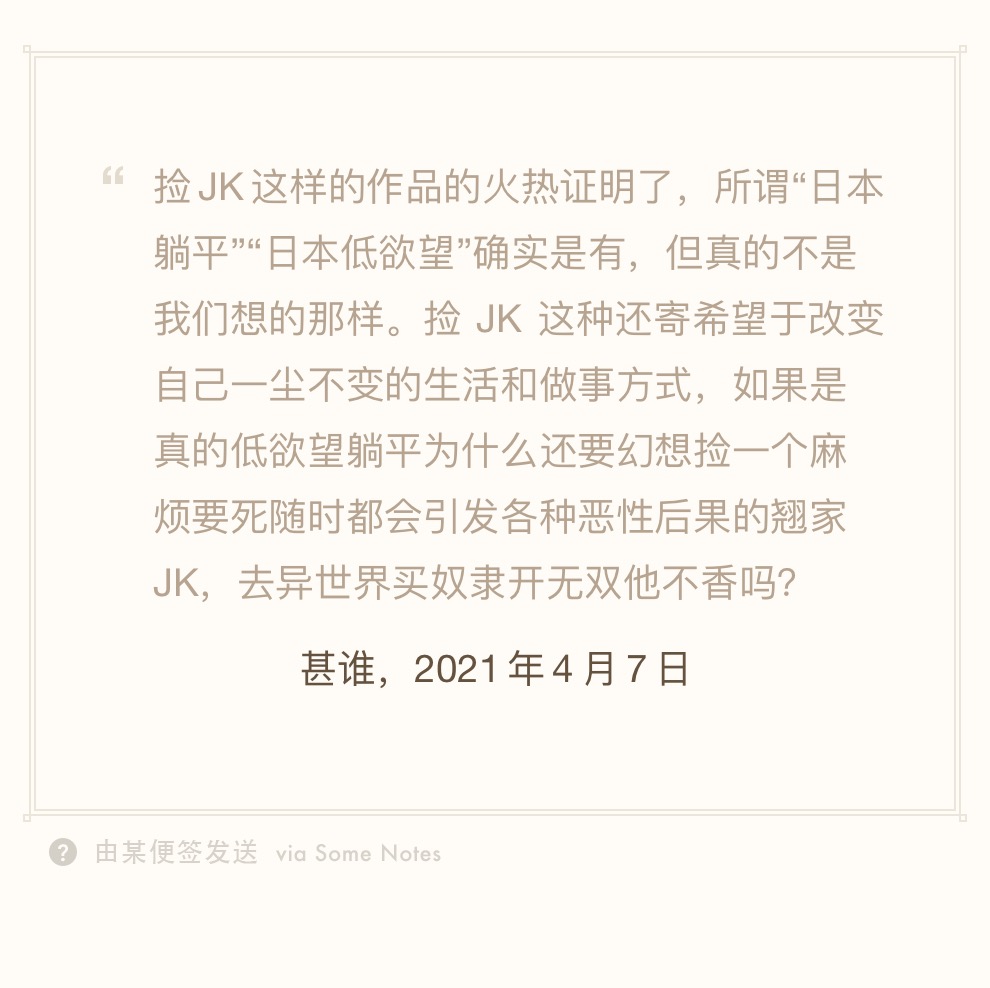 “ 捡 JK 这样的作品的火热证明了，所谓“日本
躺平”“日本低欲望”确实是有，但真的不是
我们想的那样。捡 JK 这种还寄希望于改变
自己一尘不变的生活和做事方式，如果是
真的低欲望躺平为什么还要幻想捡一个麻
烦要死随时都会引发各种恶性后果的翘家
JK，去异世界买奴隶开无双他不香吗？
甚谁，2021 年 4 月 7 日
? 由某便签发送 via Some Notes